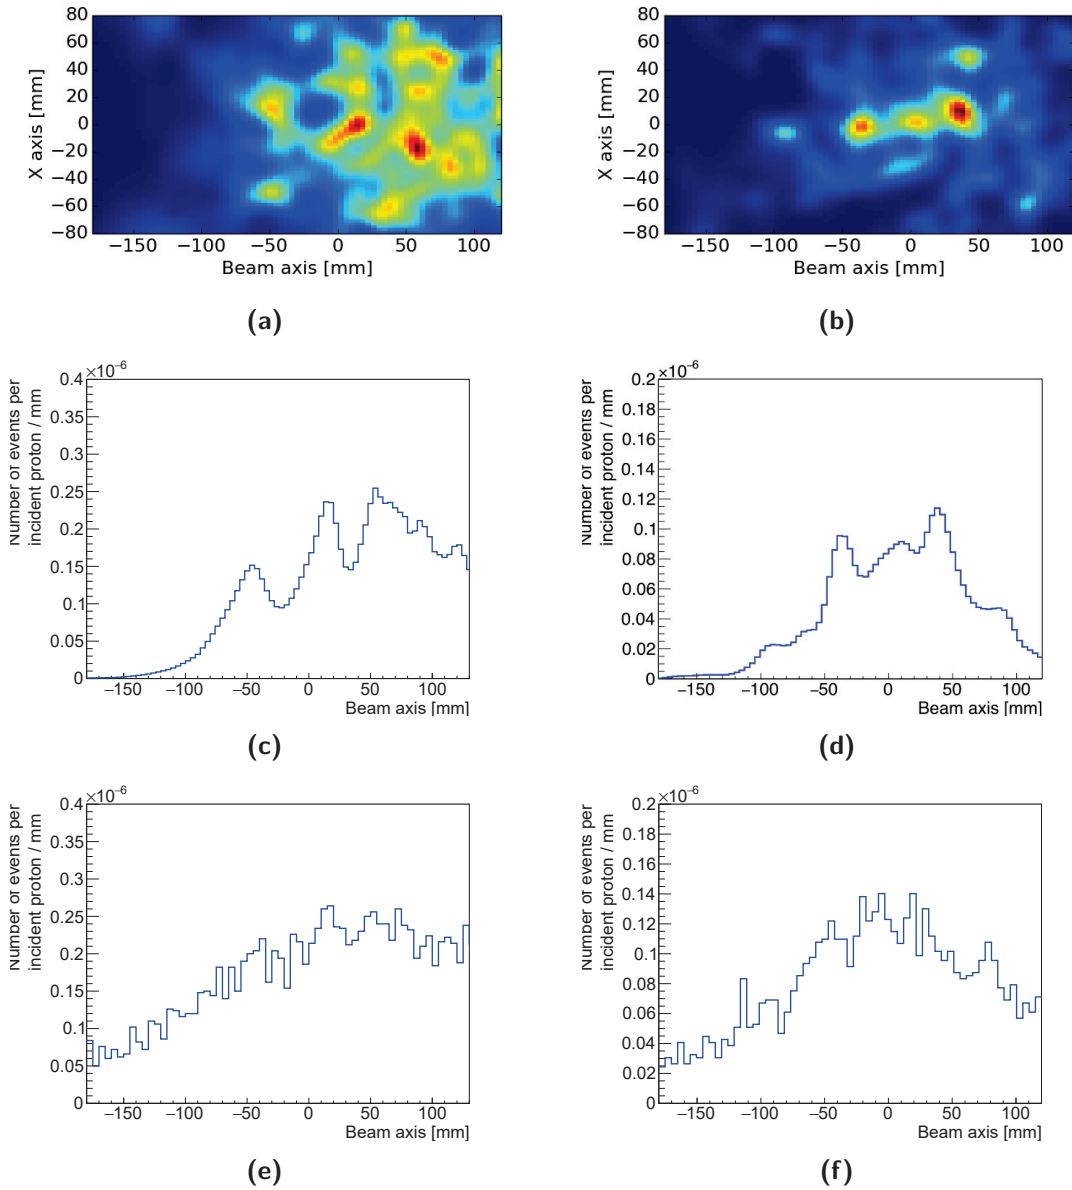 80
60
40
20
0
−20
−40
−60
−80
X axis [mm]
−150 −100 −50 0 50 100
Beam axis [mm]
(a)
80
60
40
20
0
−20
−40
−60
−80
X axis [mm]
−150 −100 −50 0 50 100
Beam axis [mm]
(b)
×10⁻⁶
0.4
0.35
0.3
0.25
0.2
0.15
0.1
0.05
0
Number of events per
incident proton / mm
−150 −100 −50 0 50 100
Beam axis [mm]
(c)
×10⁻⁶
0.2
0.18
0.16
0.14
0.12
0.1
0.08
0.06
0.04
0.02
0
Number of events per
incident proton / mm
−150 −100 −50 0 50 100
Beam axis [mm]
(d)
×10⁻⁶
0.4
0.35
0.3
0.25
0.2
0.15
0.1
0.05
0
Number of events per
incident proton / mm
−150 −100 −50 0 50 100
Beam axis [mm]
(e)
×10⁻⁶
0.2
0.18
0.16
0.14
0.12
0.1
0.08
0.06
0.04
0.02
0
Number of events per
incident proton / mm
−150 −100 −50 0 50 100
Beam axis [mm]
(f)